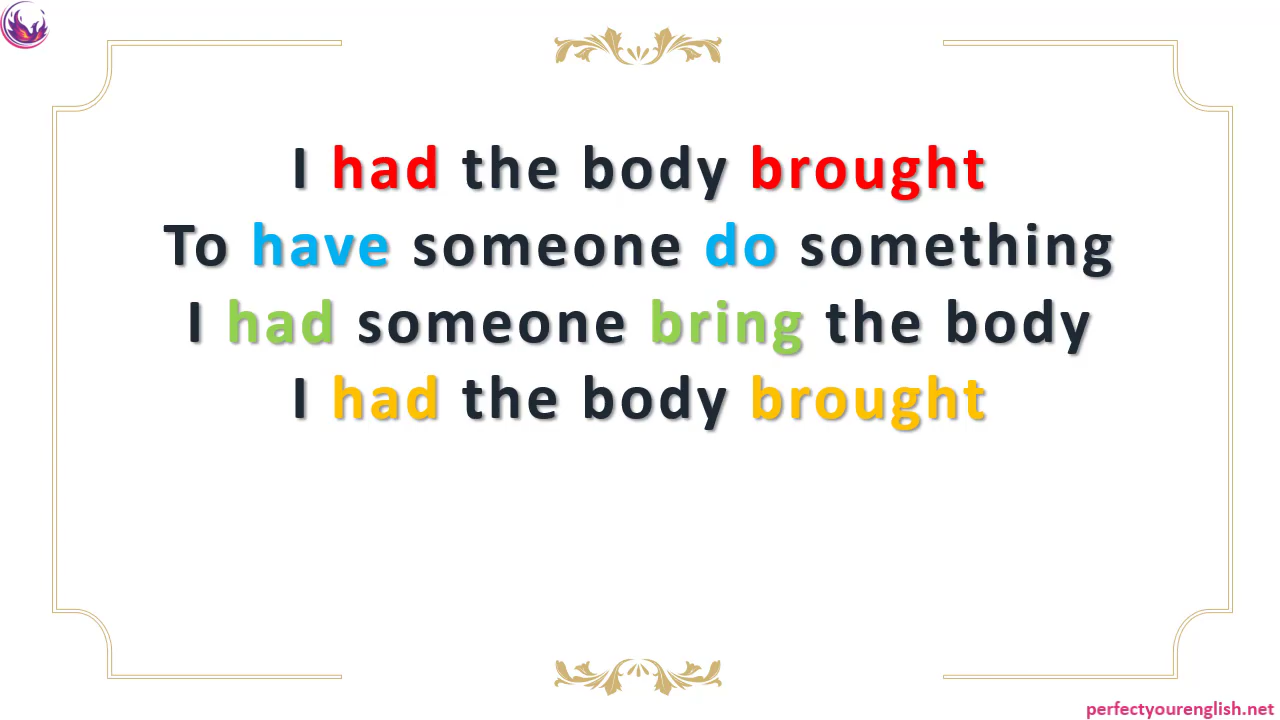 I had the body brought
To have someone do something
I had someone bring the body
I had the body brought
perfectyourenglish.net